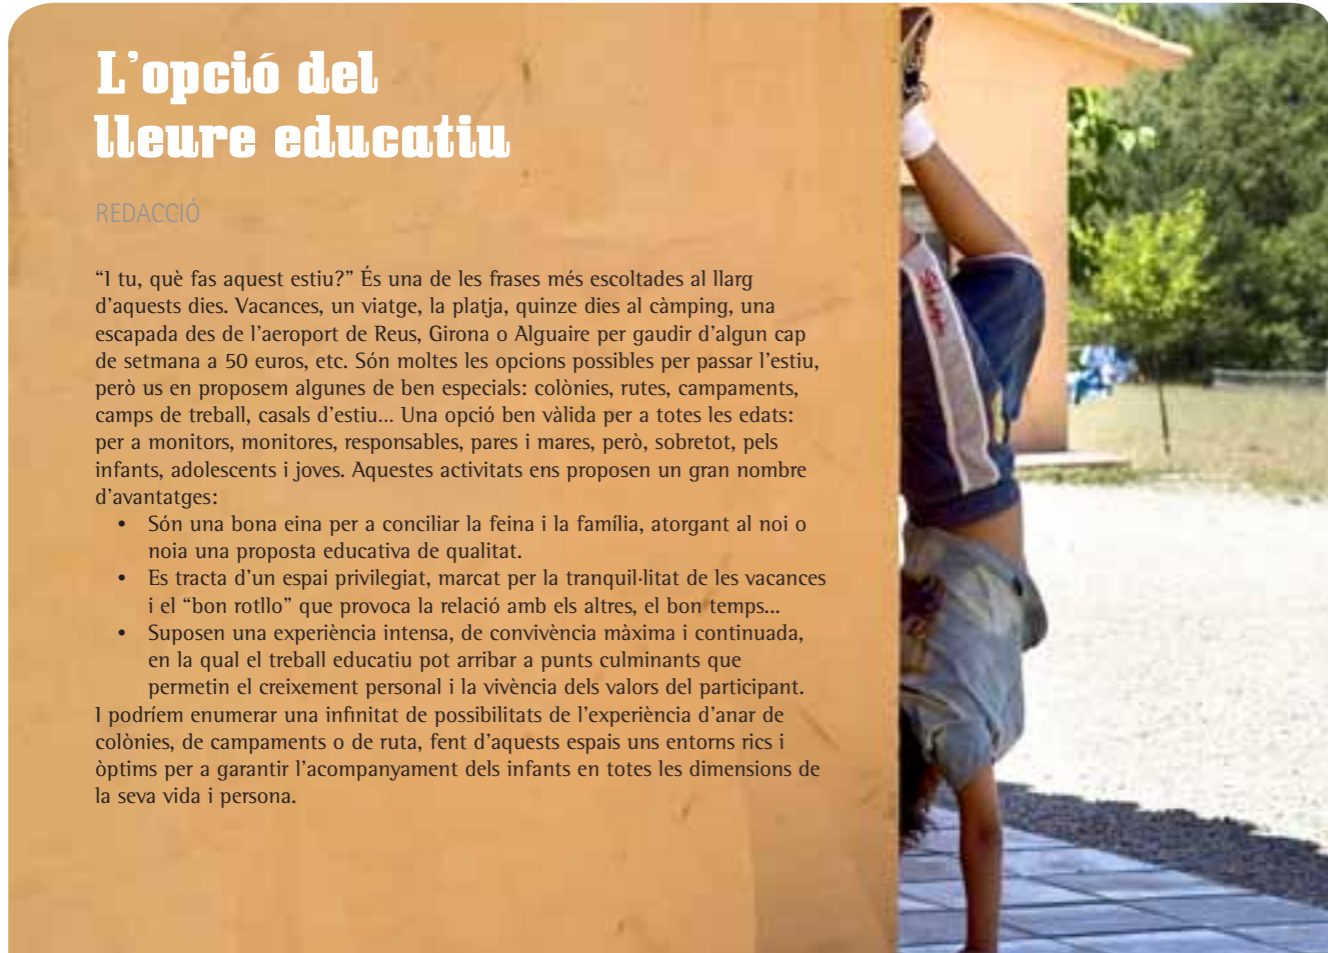 L'opció del
lleure educatiu
REDACCIÓ
“I tu, què fas aquest estiu?” És una de les frases més escoltades al llarg
d'aquests dies. Vacances, un viatge, la platja, quinze dies al càmping, una
escapada des de l'aeroport de Reus, Girona o Alguaire per gaudir d'algun cap
de setmana a 50 euros, etc. Són moltes les opcions possibles per passar l'estiu,
però us en proposem algunes de ben especials: colònies, rutes, campaments,
camps de treball, casals d'estiu... Una opció ben vàlida per a totes les edats:
per a monitors, monitores, responsables, pares i mares, però, sobretot, pels
infants, adolescents i joves. Aquestes activitats ens proposen un gran nombre
d'avantatges:
• Són una bona eina per a conciliar la feina i la família, atorgant al noi o
noia una proposta educativa de qualitat.
• Es tracta d'un espai privilegiat, marcat per la tranquil·litat de les vacances
i el “bon rotllo” que provoca la relació amb els altres, el bon temps...
• Suposen una experiència intensa, de convivència màxima i continuada,
en la qual el treball educatiu pot arribar a punts culminants que
permetin el creixement personal i la vivència dels valors del participant.
I podríem enumerar una infinitat de possibilitats de l'experiència d'anar de
colònies, de campaments o de ruta, fent d'aquests espais uns entorns rics i
òptims per a garantir l'acompanyament dels infants en totes les dimensions de
la seva vida i persona.